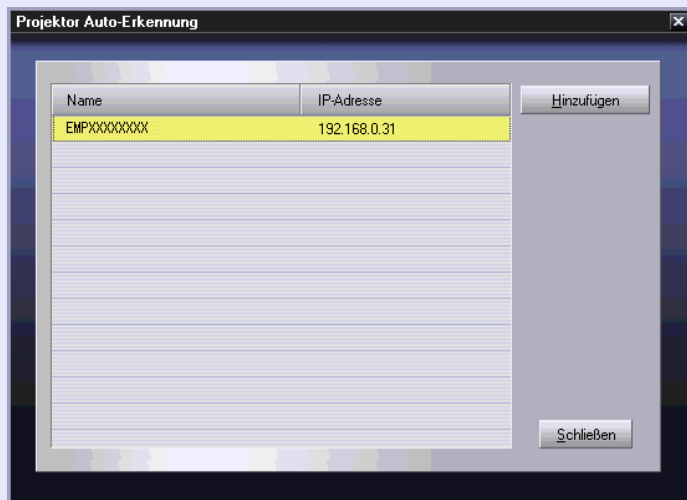 Projektor Auto-Erkennung
Name IP-Adresse Hinzufügen
EMPXXXXXXXX 192.168.0.31
Schließen